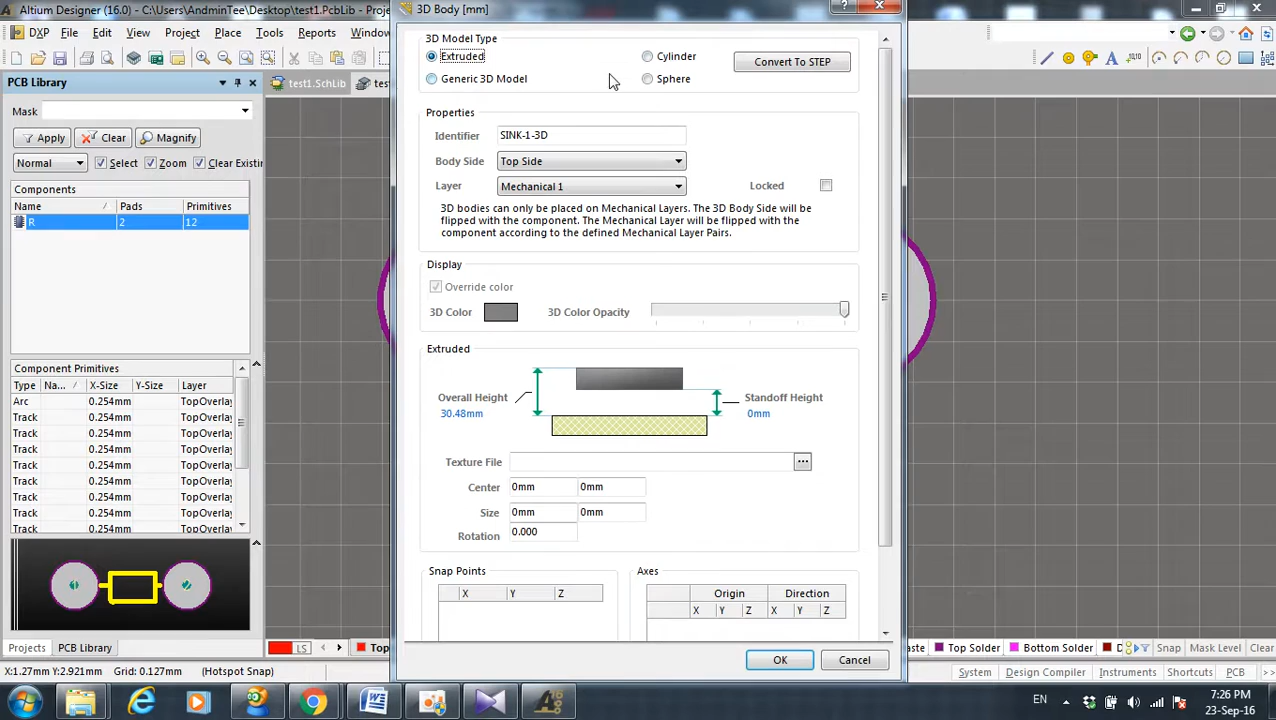 Altium Designer (16.0) - C:\Users\AndminTee\Desktop\test1.PcbLib
3D Body [mm]
DXP File Edit View Project Place Tools Reports Window
PCB Library
test1.SchLib
Mask
Apply Clear Magnify
Normal Select Zoom Clear Existin
Components
Name Pads Primitives
R 2 12
Component Primitives
Type Na... X-Size Y-Size Layer
Arc 0.254mm TopOverlay
Track 0.254mm TopOverlay
Track 0.254mm TopOverlay
Track 0.254mm TopOverlay
Track 0.254mm TopOverlay
Track 0.254mm TopOverlay
Track 0.254mm TopOverlay
Track 0.254mm TopOverlay
Track 0.254mm TopOverlay
Projects PCB Library
X:1.27mm Y:2.921mm Grid: 0.127mm (Hotspot Snap)
3D Model Type
Extruded Cylinder Convert To STEP
Generic 3D Model Sphere
Properties
Identifier SINK-1-3D
Body Side Top Side
Layer Mechanical 1 Locked
3D bodies can only be placed on Mechanical Layers. The 3D Body Side will be
flipped with the component. The Mechanical Layer will be flipped with the
component according to the defined Mechanical Layer Pairs.
Display
Override color
3D Color 3D Color Opacity
Extruded
Overall Height Standoff Height
30.48mm 0mm
Texture File ...
Center 0mm 0mm
Size 0mm 0mm
Rotation 0.000
Snap Points Axes
X Y Z Origin Direction
X Y Z X Y Z
OK Cancel
LS Top
Top Solder Bottom Solder Snap Mask Level Clear
System Design Compiler Instruments Shortcuts
EN 7:26 PM
23-Sep-16